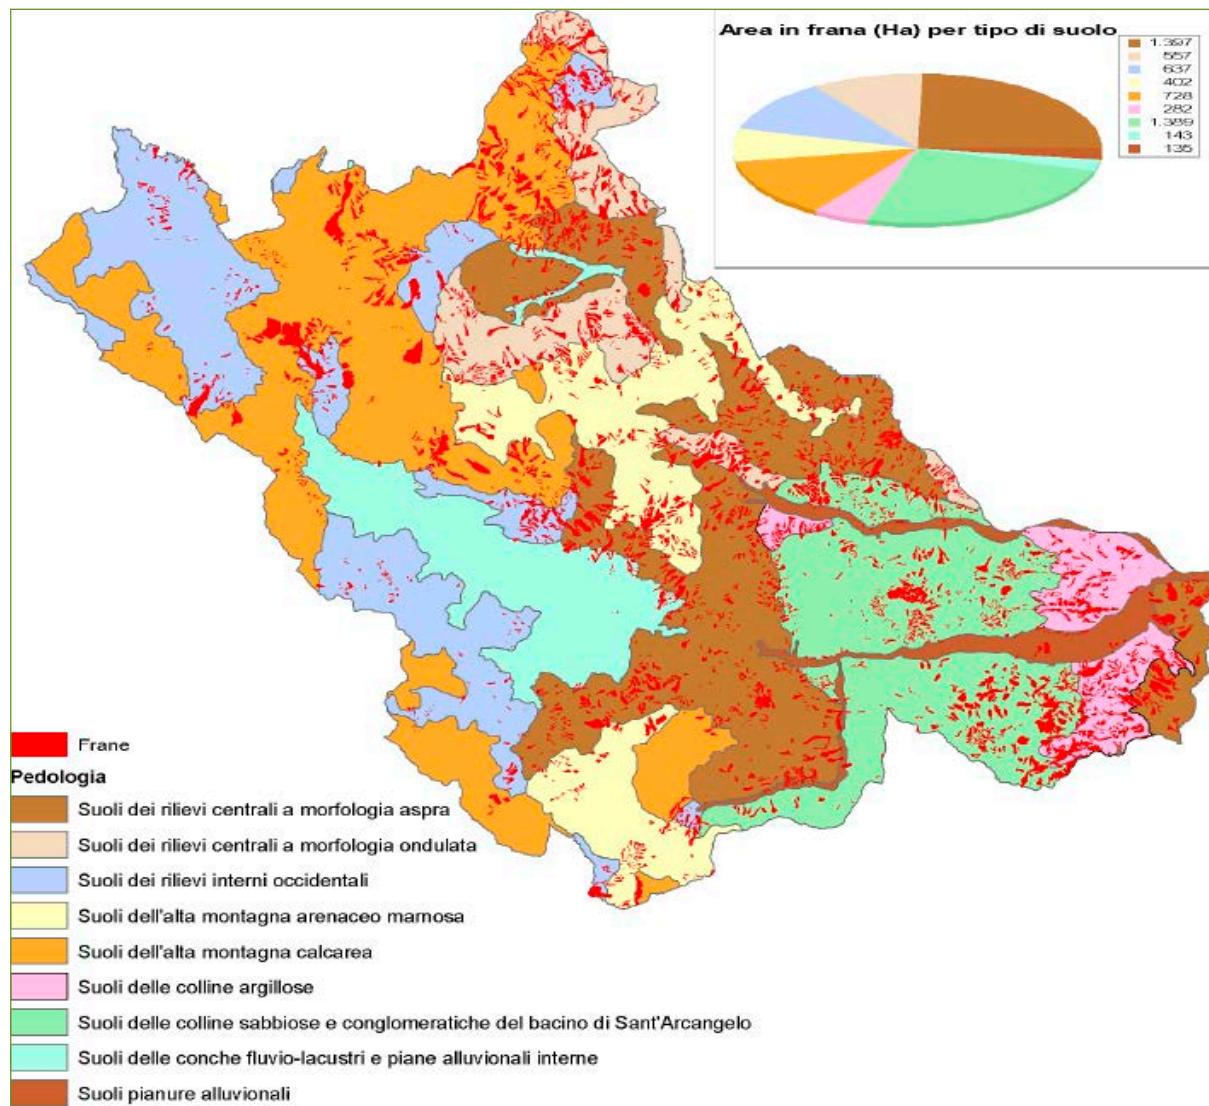 Area in frana (Ha) per tipo di suolo
1.397
557
637
402
728
282
1.389
143
135
Frane
Pedologia
Suoli dei rilievi centrali a morfologia aspra
Suoli dei rilievi centrali a morfologia ondulata
Suoli dei rilievi interni occidentali
Suoli dell'alta montagna arenaceo marnosa
Suoli dell'alta montagna calcarea
Suoli delle colline argillose
Suoli delle colline sabbiose e conglomeratiche del bacino di Sant'Arcangelo
Suoli delle conche fluvio-lacustri e piane alluvionali interne
Suoli pianure alluvionali